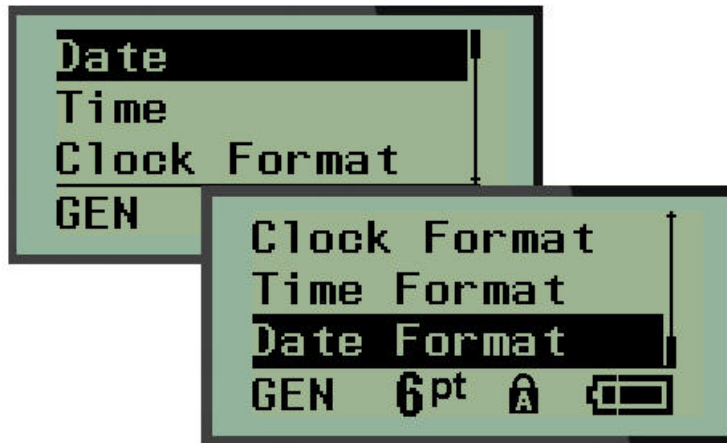 Date
Time
Clock Format
GEN
Clock Format
Time Format
Date Format
GEN 6pt A